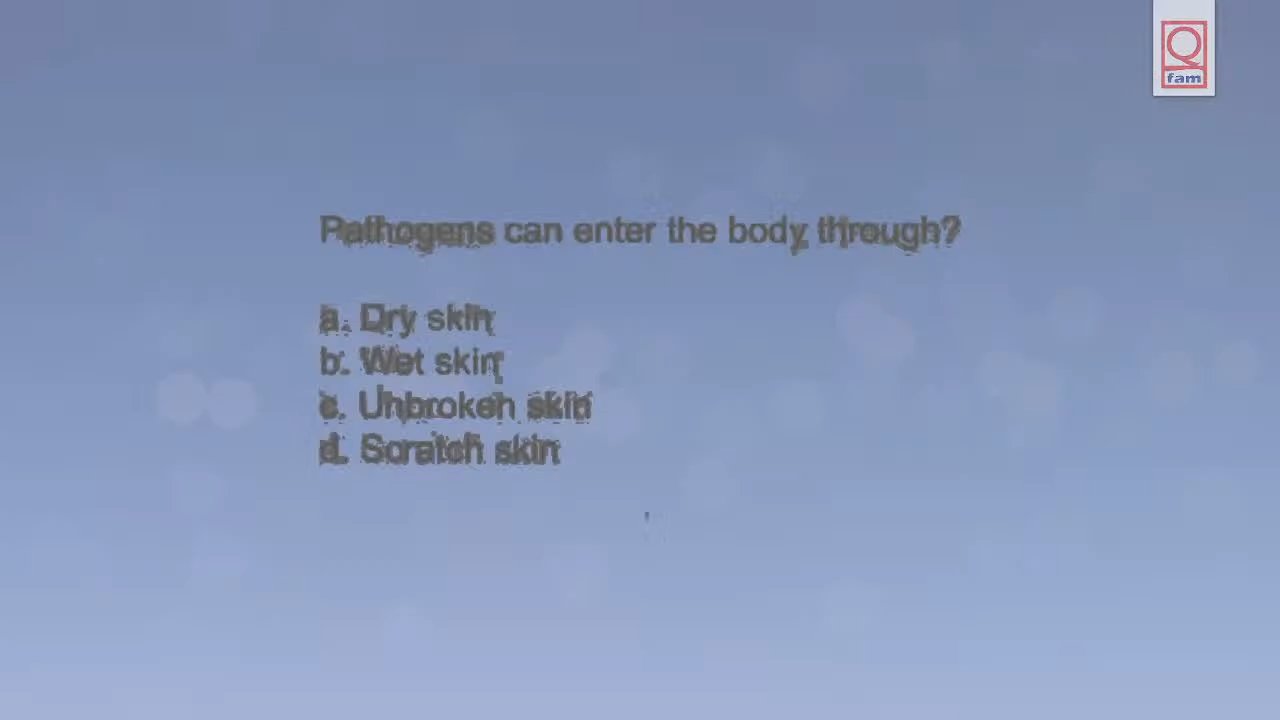 Q
fam
Pathogens can enter the body through?
a. Dry skin
b. Wet skin
c. Unbroken skin
d. Scratch skin